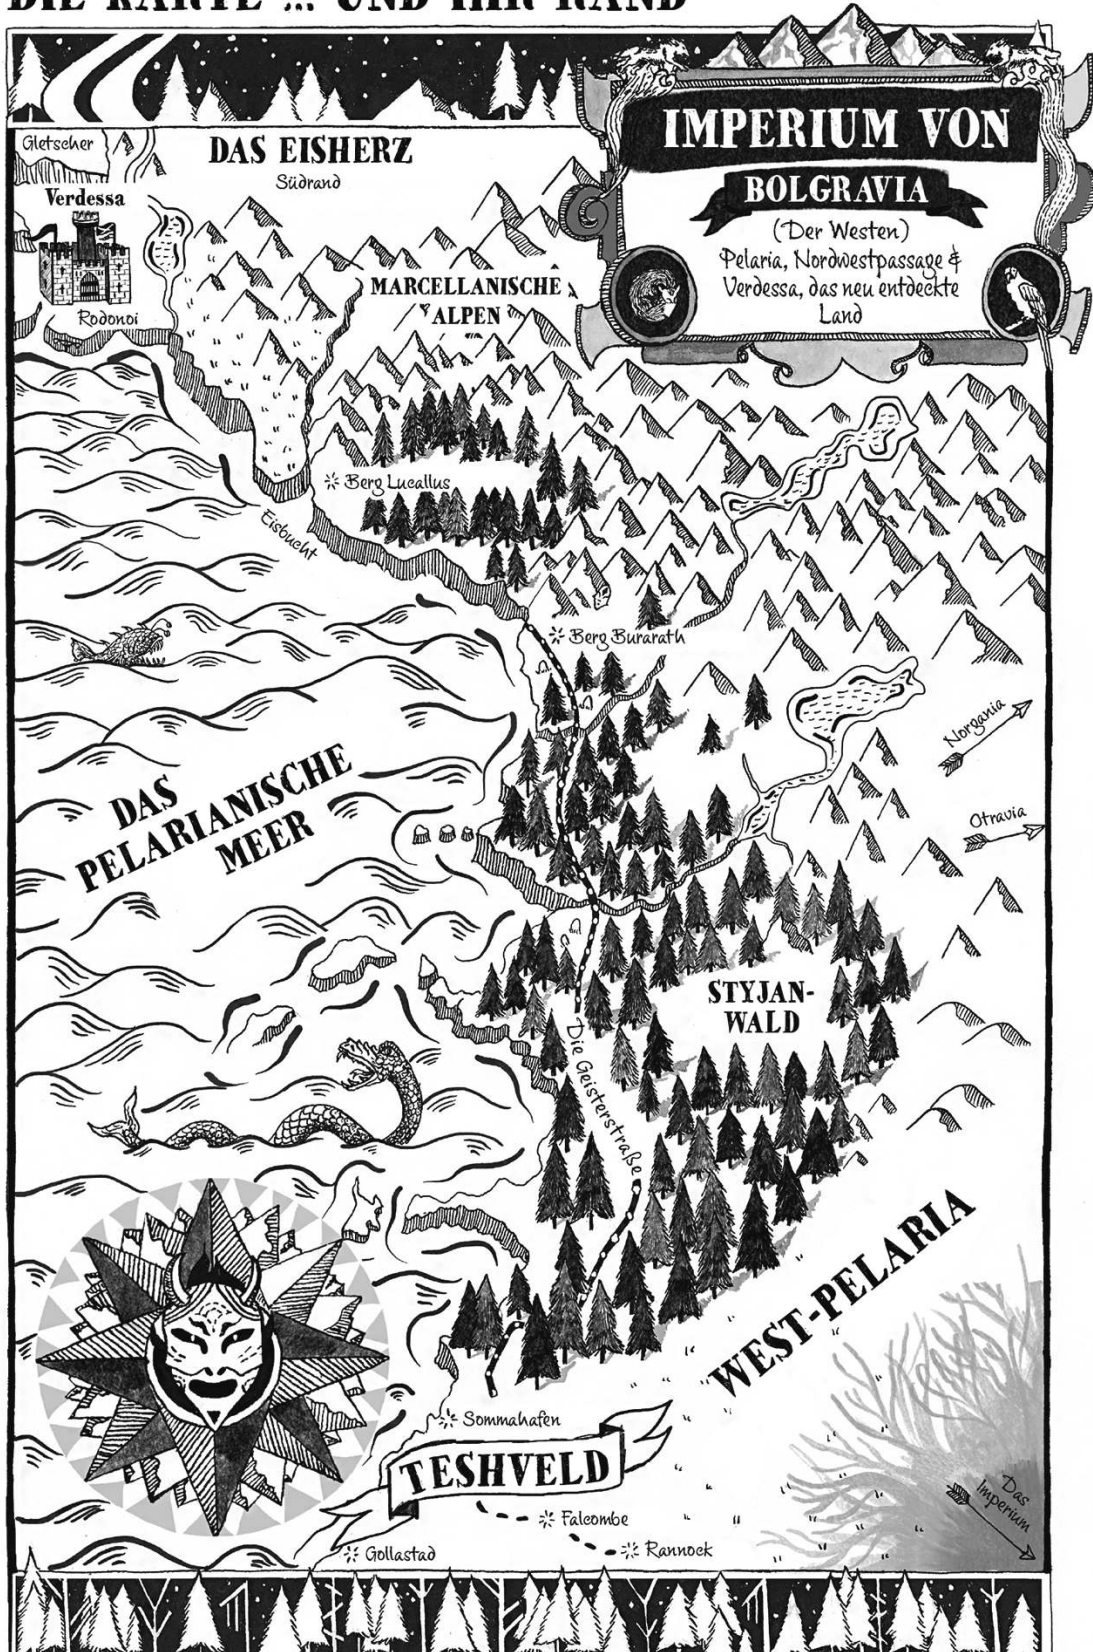 DIE KARTE ... UND IHR RAND
IMPERIUM VON
BOLGRAVIA
(Der Westen)
Pelaria, Nordwestpassage &
Verdessa, das neu entdeckte
Land
Gletscher
DAS EISHERZ
Südrand
Verdessa
Rodonoi
MARCELLANISCHE
ALPEN
Berg Lucallus
Eisbucht
Berg Burarath
Norgania
Otravia
DAS
PELARIANISCHE
MEER
STYJAN-
WALD
Die Geisterstraße
WEST-PELARIA
Sommahafen
TESHVELD
Falcombe
Gollastad
Rannock
Das
Imperium